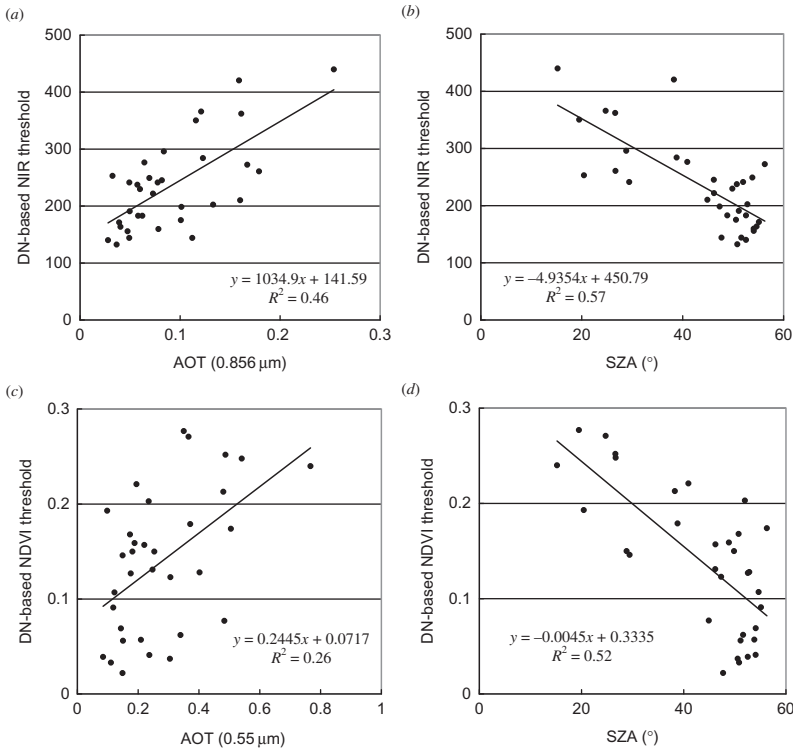 (a)
500
400
300
200
100
0
DN-based NIR threshold
y = 1034.9x + 141.59
R² = 0.46
0 0.1 0.2 0.3
AOT (0.856 μm)
(b)
500
400
300
200
100
0
DN-based NIR threshold
y = –4.9354x + 450.79
R² = 0.57
0 20 40 60
SZA (°)
(c)
0.3
0.2
0.1
0
DN-based NDVI threshold
y = 0.2445x + 0.0717
R² = 0.26
0 0.2 0.4 0.6 0.8 1
AOT (0.55 μm)
(d)
0.3
0.2
0.1
0
DN-based NDVI threshold
y = –0.0045x + 0.3335
R² = 0.52
0 20 40 60
SZA (°)